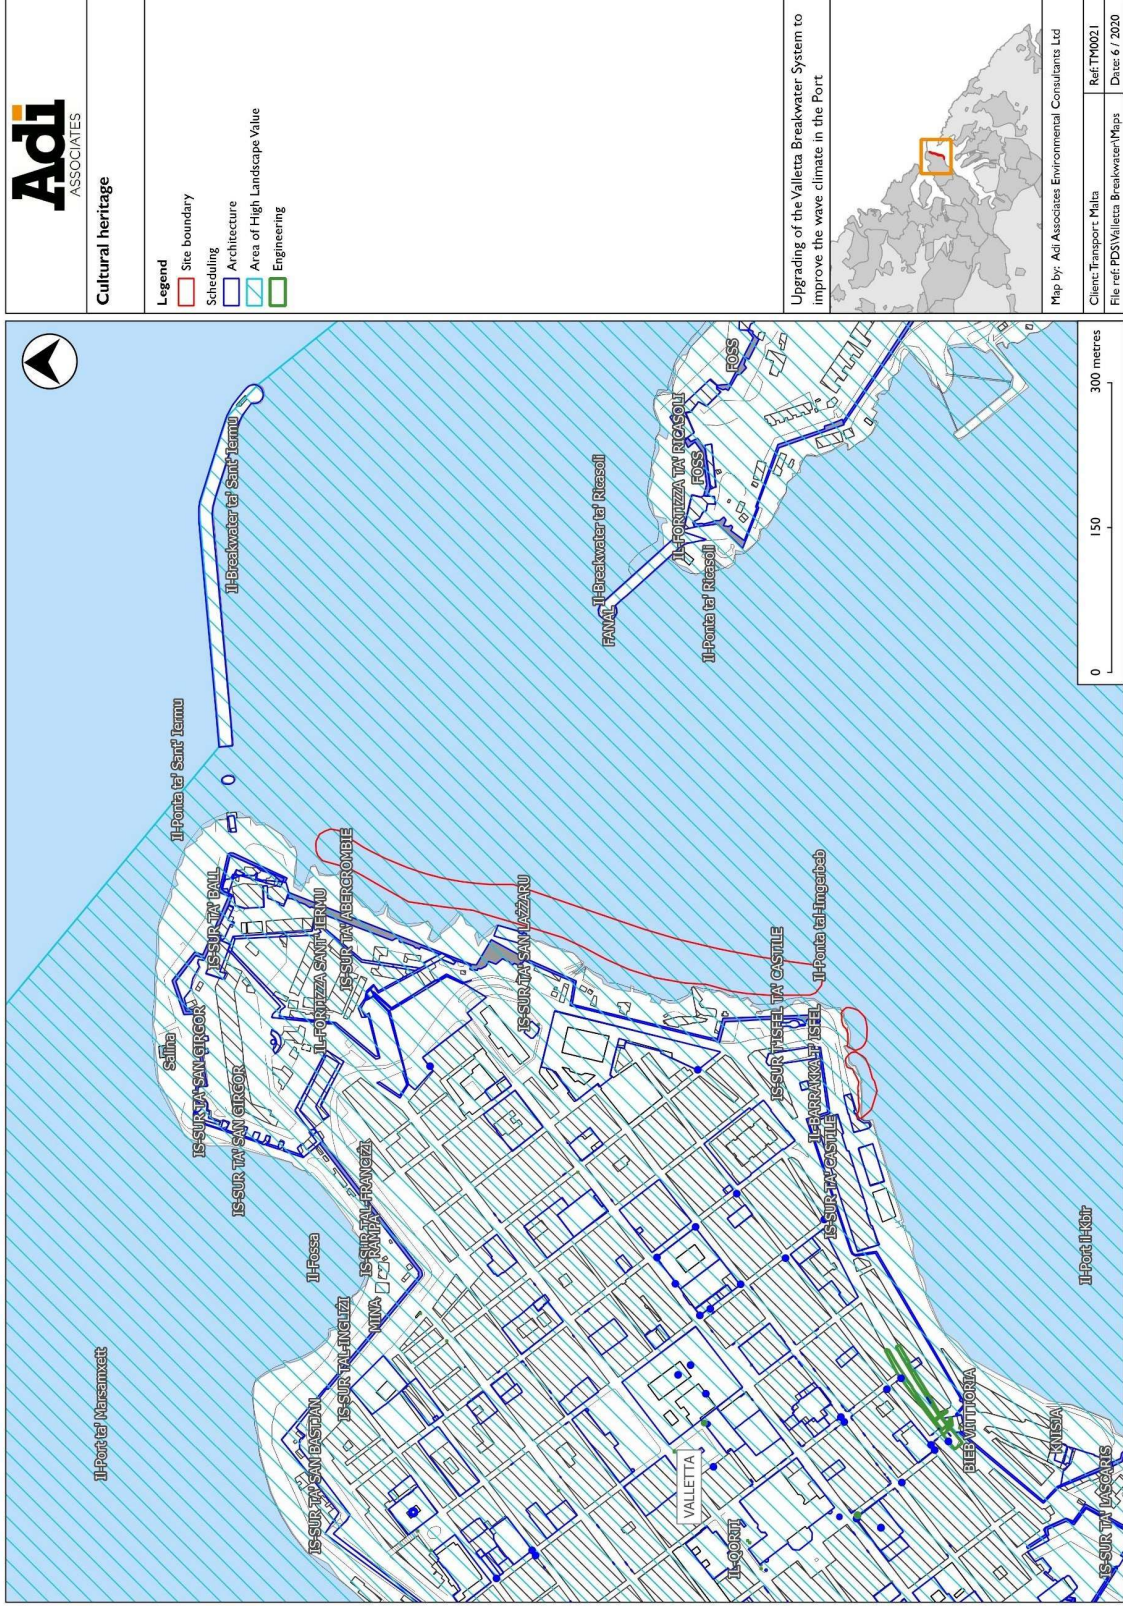 Adi
ASSOCIATES
Cultural heritage
Legend
Site boundary
Scheduling
Architecture
Area of High Landscape Value
Engineering
Upgrading of the Valletta Breakwater System to
improve the wave climate in the Port
Map by: Adi Associates Environmental Consultants Ltd
Client: Transport Malta
Ref: TM0021
File ref: PDS\Valletta Breakwater\Maps
Date: 6 / 2020
Il-Port ta' Marsamxett
Il-Fossa
Salina
Il-Ponta ta' Sant' Iermu
Il-Breakwater ta' Sant' Iermu
IS-SUR TA' BALL
IS-SUR TA' SAN GIRGOR
IS-SUR TA' SAN GIRGOR
IL-FORTIZZA SANT' IERMU
IS-SUR TA' ABERCROMBIE
IS-SUR TAL-FRANĊIŻI
RAMPA
MINA
IS-SUR TAL-INGLIŻI
IS-SUR TA' SAN BASTJAN
IS-SUR TA' SAN LAZZARU
FANAL
Il-Breakwater ta' Ricasoli
IL-FORTIZZA TA' RICASOLI
FOSS
FOSS
Il-Ponta ta' Ricasoli
VALLETTA
IL-QORTI
IS-SUR T'ISFEL TA' CASTILE
Il-Ponta tal-Imgerbeb
IL-BARRAKKA T' ISFEL
IS-SUR TA' CASTILE
BIEB VITTTORIA
KNISJA
IS-SUR TA' LASCARIS
Il-Port il-Kbir
0 150 300 metres